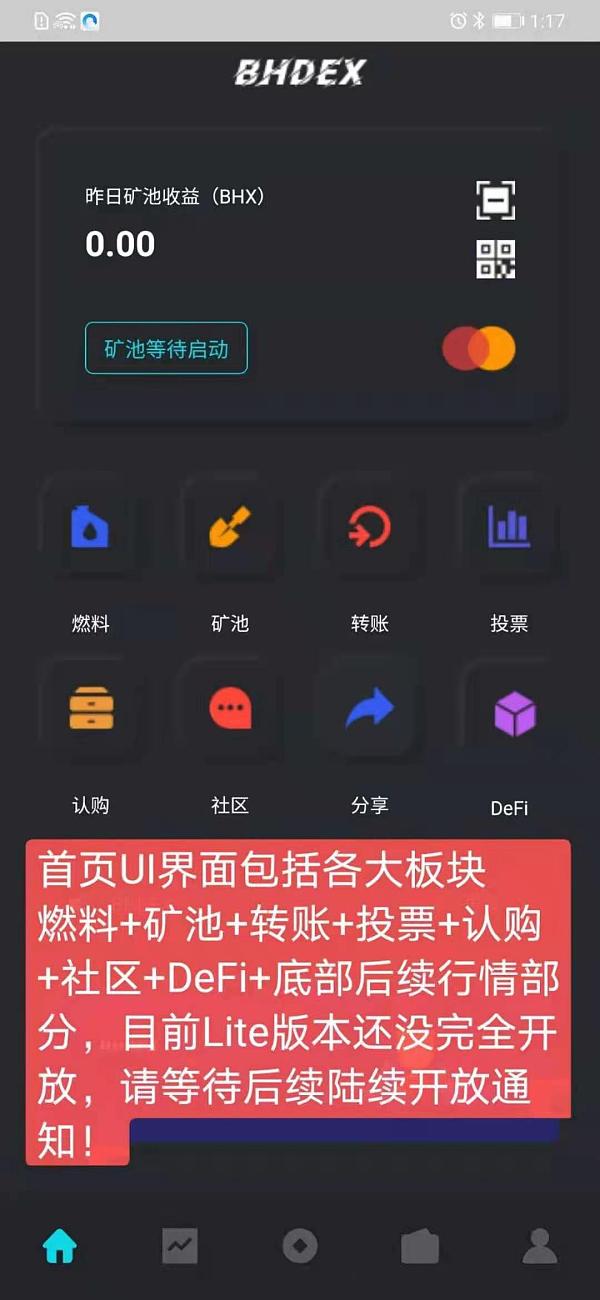 1:17
BHDEX
昨日矿池收益（BHX）
0.00
矿池等待启动
燃料 矿池 转账 投票
认购 社区 分享 DeFi
首页UI界面包括各大板块
燃料+矿池+转账+投票+认购
+社区+DeFi+底部后续行情部
分，目前Lite版本还没完全开
放，请等待后续陆续开放通
知！